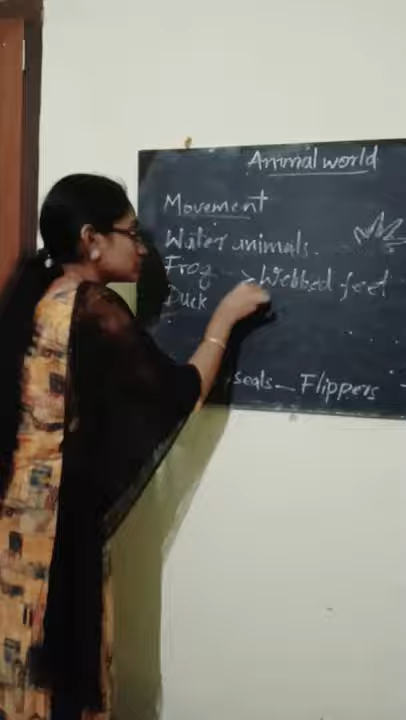 Animal world
Movement
Water animals.
Frog > Webbed feet
Duck
seals - Flippers